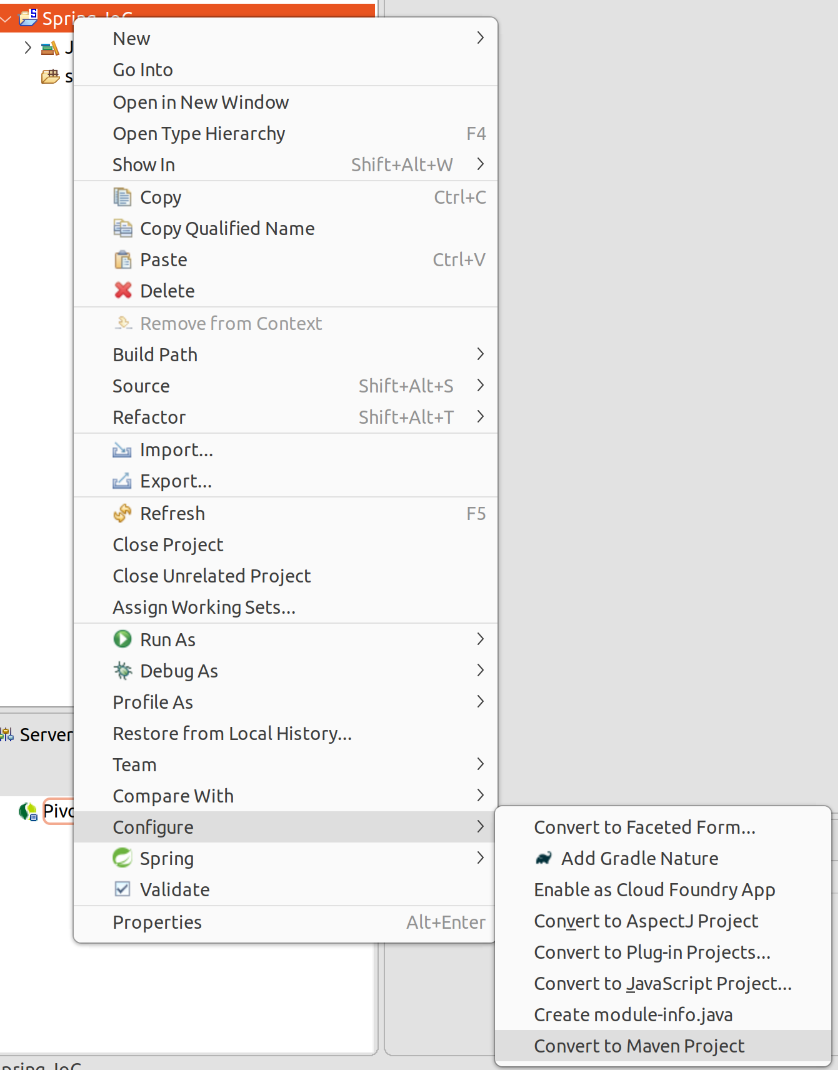 New
Go Into
Open in New Window
Open Type Hierarchy F4
Show In Shift+Alt+W
Copy Ctrl+C
Copy Qualified Name
Paste Ctrl+V
Delete
Remove from Context
Build Path
Source Shift+Alt+S
Refactor Shift+Alt+T
Import...
Export...
Refresh F5
Close Project
Close Unrelated Project
Assign Working Sets...
Run As
Debug As
Profile As
Restore from Local History...
Team
Compare With
Configure
Spring
Validate
Properties Alt+Enter
Server
Convert to Faceted Form...
Add Gradle Nature
Enable as Cloud Foundry App
Convert to AspectJ Project
Convert to Plug-in Projects...
Convert to JavaScript Project...
Create module-info.java
Convert to Maven Project